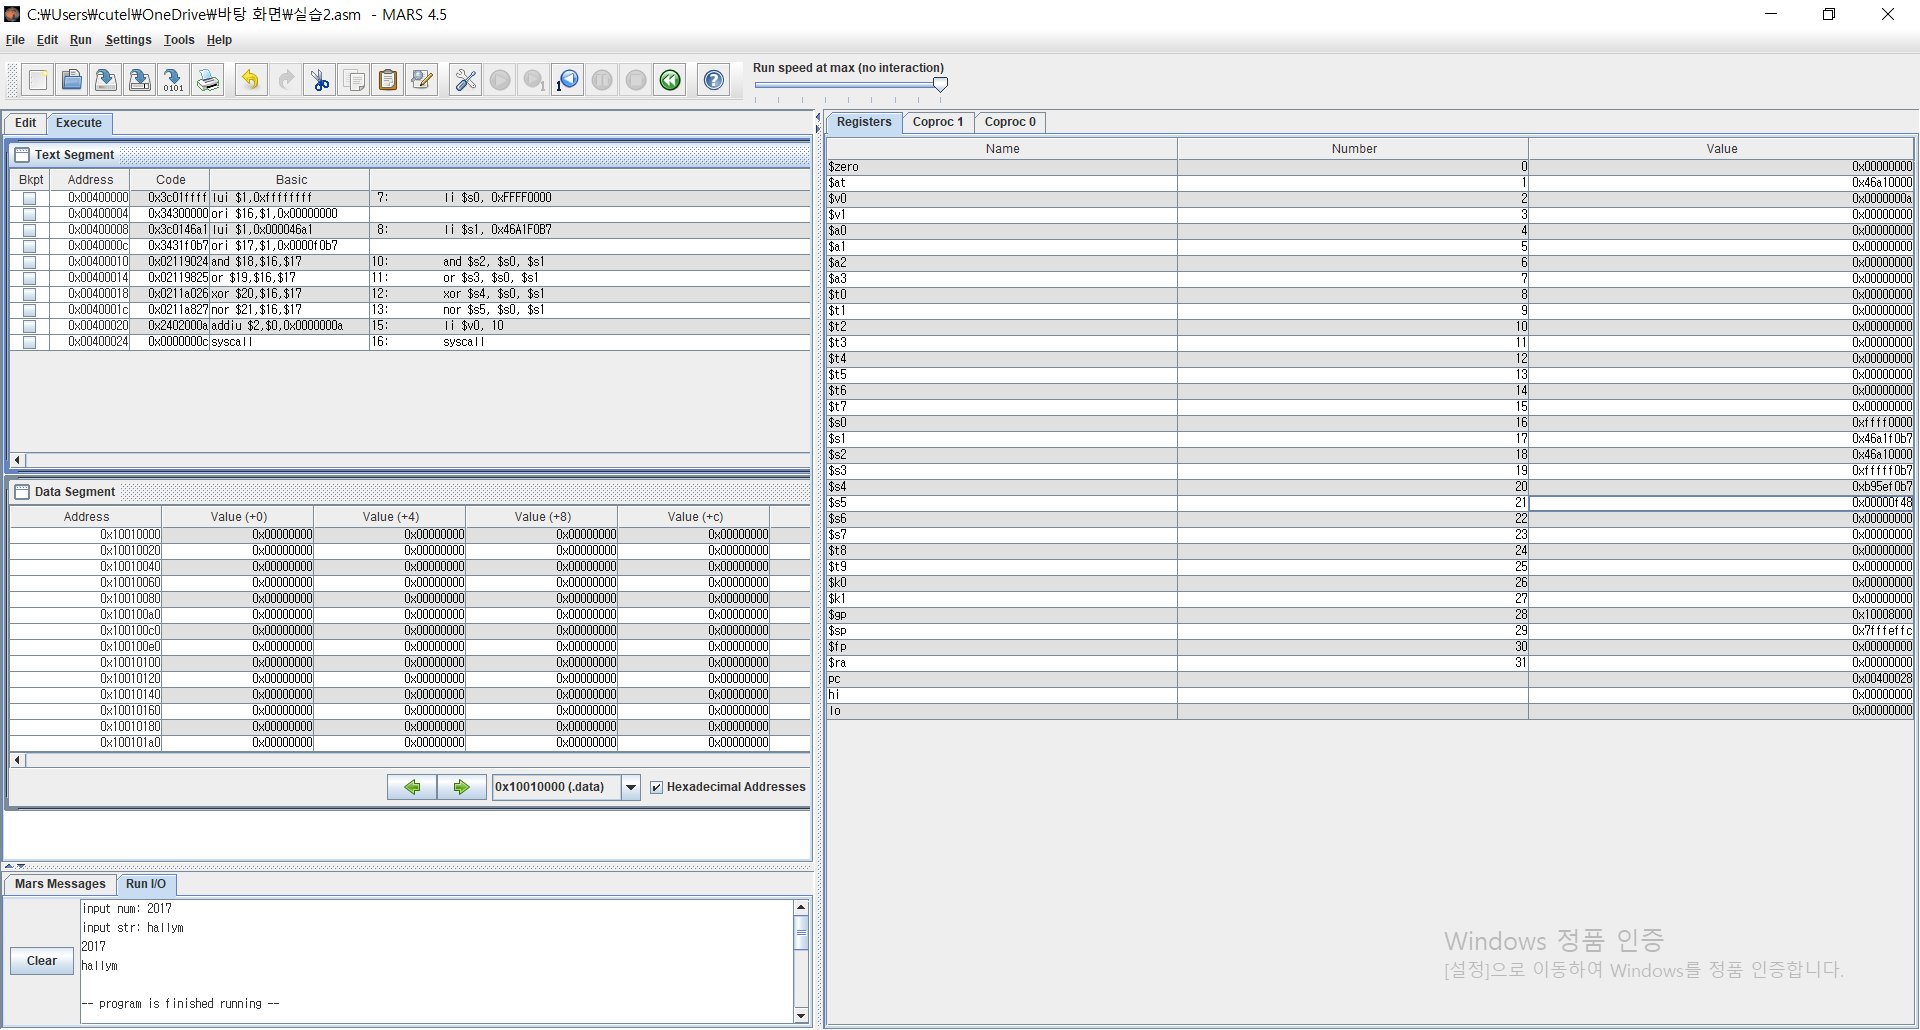 C:₩Users₩cutel₩OneDrive₩바탕 화면₩실습2.asm - MARS 4.5
File Edit Run Settings Tools Help
Run speed at max (no interaction)
Edit Execute
Text Segment
Bkpt Address Code Basic
0x00400000 0x3c01ffff lui $1,0xffffffff 7: li $s0, 0xFFFF0000
0x00400004 0x34300000 ori $16,$1,0x00000000
0x00400008 0x3c0146a1 lui $1,0x000046a1 8: li $s1, 0x46A1F0B7
0x0040000c 0x3431f0b7 ori $17,$1,0x0000f0b7
0x00400010 0x02119024 and $18,$16,$17 10: and $s2, $s0, $s1
0x00400014 0x02119825 or $19,$16,$17 11: or $s3, $s0, $s1
0x00400018 0x0211a026 xor $20,$16,$17 12: xor $s4, $s0, $s1
0x0040001c 0x0211a827 nor $21,$16,$17 13: nor $s5, $s0, $s1
0x00400020 0x2402000a addiu $2,$0,0x0000000a 15: li $v0, 10
0x00400024 0x0000000c syscall 16: syscall
Data Segment
Address Value (+0) Value (+4) Value (+8) Value (+c)
0x10010000 0x00000000 0x00000000 0x00000000 0x00000000
0x10010020 0x00000000 0x00000000 0x00000000 0x00000000
0x10010040 0x00000000 0x00000000 0x00000000 0x00000000
0x10010060 0x00000000 0x00000000 0x00000000 0x00000000
0x10010080 0x00000000 0x00000000 0x00000000 0x00000000
0x100100a0 0x00000000 0x00000000 0x00000000 0x00000000
0x100100c0 0x00000000 0x00000000 0x00000000 0x00000000
0x100100e0 0x00000000 0x00000000 0x00000000 0x00000000
0x10010100 0x00000000 0x00000000 0x00000000 0x00000000
0x10010120 0x00000000 0x00000000 0x00000000 0x00000000
0x10010140 0x00000000 0x00000000 0x00000000 0x00000000
0x10010160 0x00000000 0x00000000 0x00000000 0x00000000
0x10010180 0x00000000 0x00000000 0x00000000 0x00000000
0x100101a0 0x00000000 0x00000000 0x00000000 0x00000000
0x10010000 (.data) Hexadecimal Addresses
Mars Messages Run I/O
Clear
input num: 2017
input str: hallym
2017
hallym
-- program is finished running --
Registers Coproc 1 Coproc 0
Name Number Value
$zero 0 0x00000000
$at 1 0x46a10000
$v0 2 0x0000000a
$v1 3 0x00000000
$a0 4 0x00000000
$a1 5 0x00000000
$a2 6 0x00000000
$a3 7 0x00000000
$t0 8 0x00000000
$t1 9 0x00000000
$t2 10 0x00000000
$t3 11 0x00000000
$t4 12 0x00000000
$t5 13 0x00000000
$t6 14 0x00000000
$t7 15 0x00000000
$s0 16 0xffff0000
$s1 17 0x46a1f0b7
$s2 18 0x46a10000
$s3 19 0xfffff0b7
$s4 20 0xb95ef0b7
$s5 21 0x00000f48
$s6 22 0x00000000
$s7 23 0x00000000
$t8 24 0x00000000
$t9 25 0x00000000
$k0 26 0x00000000
$k1 27 0x00000000
$gp 28 0x10008000
$sp 29 0x7fffeffc
$fp 30 0x00000000
$ra 31 0x00000000
pc 0x00400028
hi 0x00000000
lo 0x00000000
Windows 정품 인증
[설정]으로 이동하여 Windows를 정품 인증합니다.